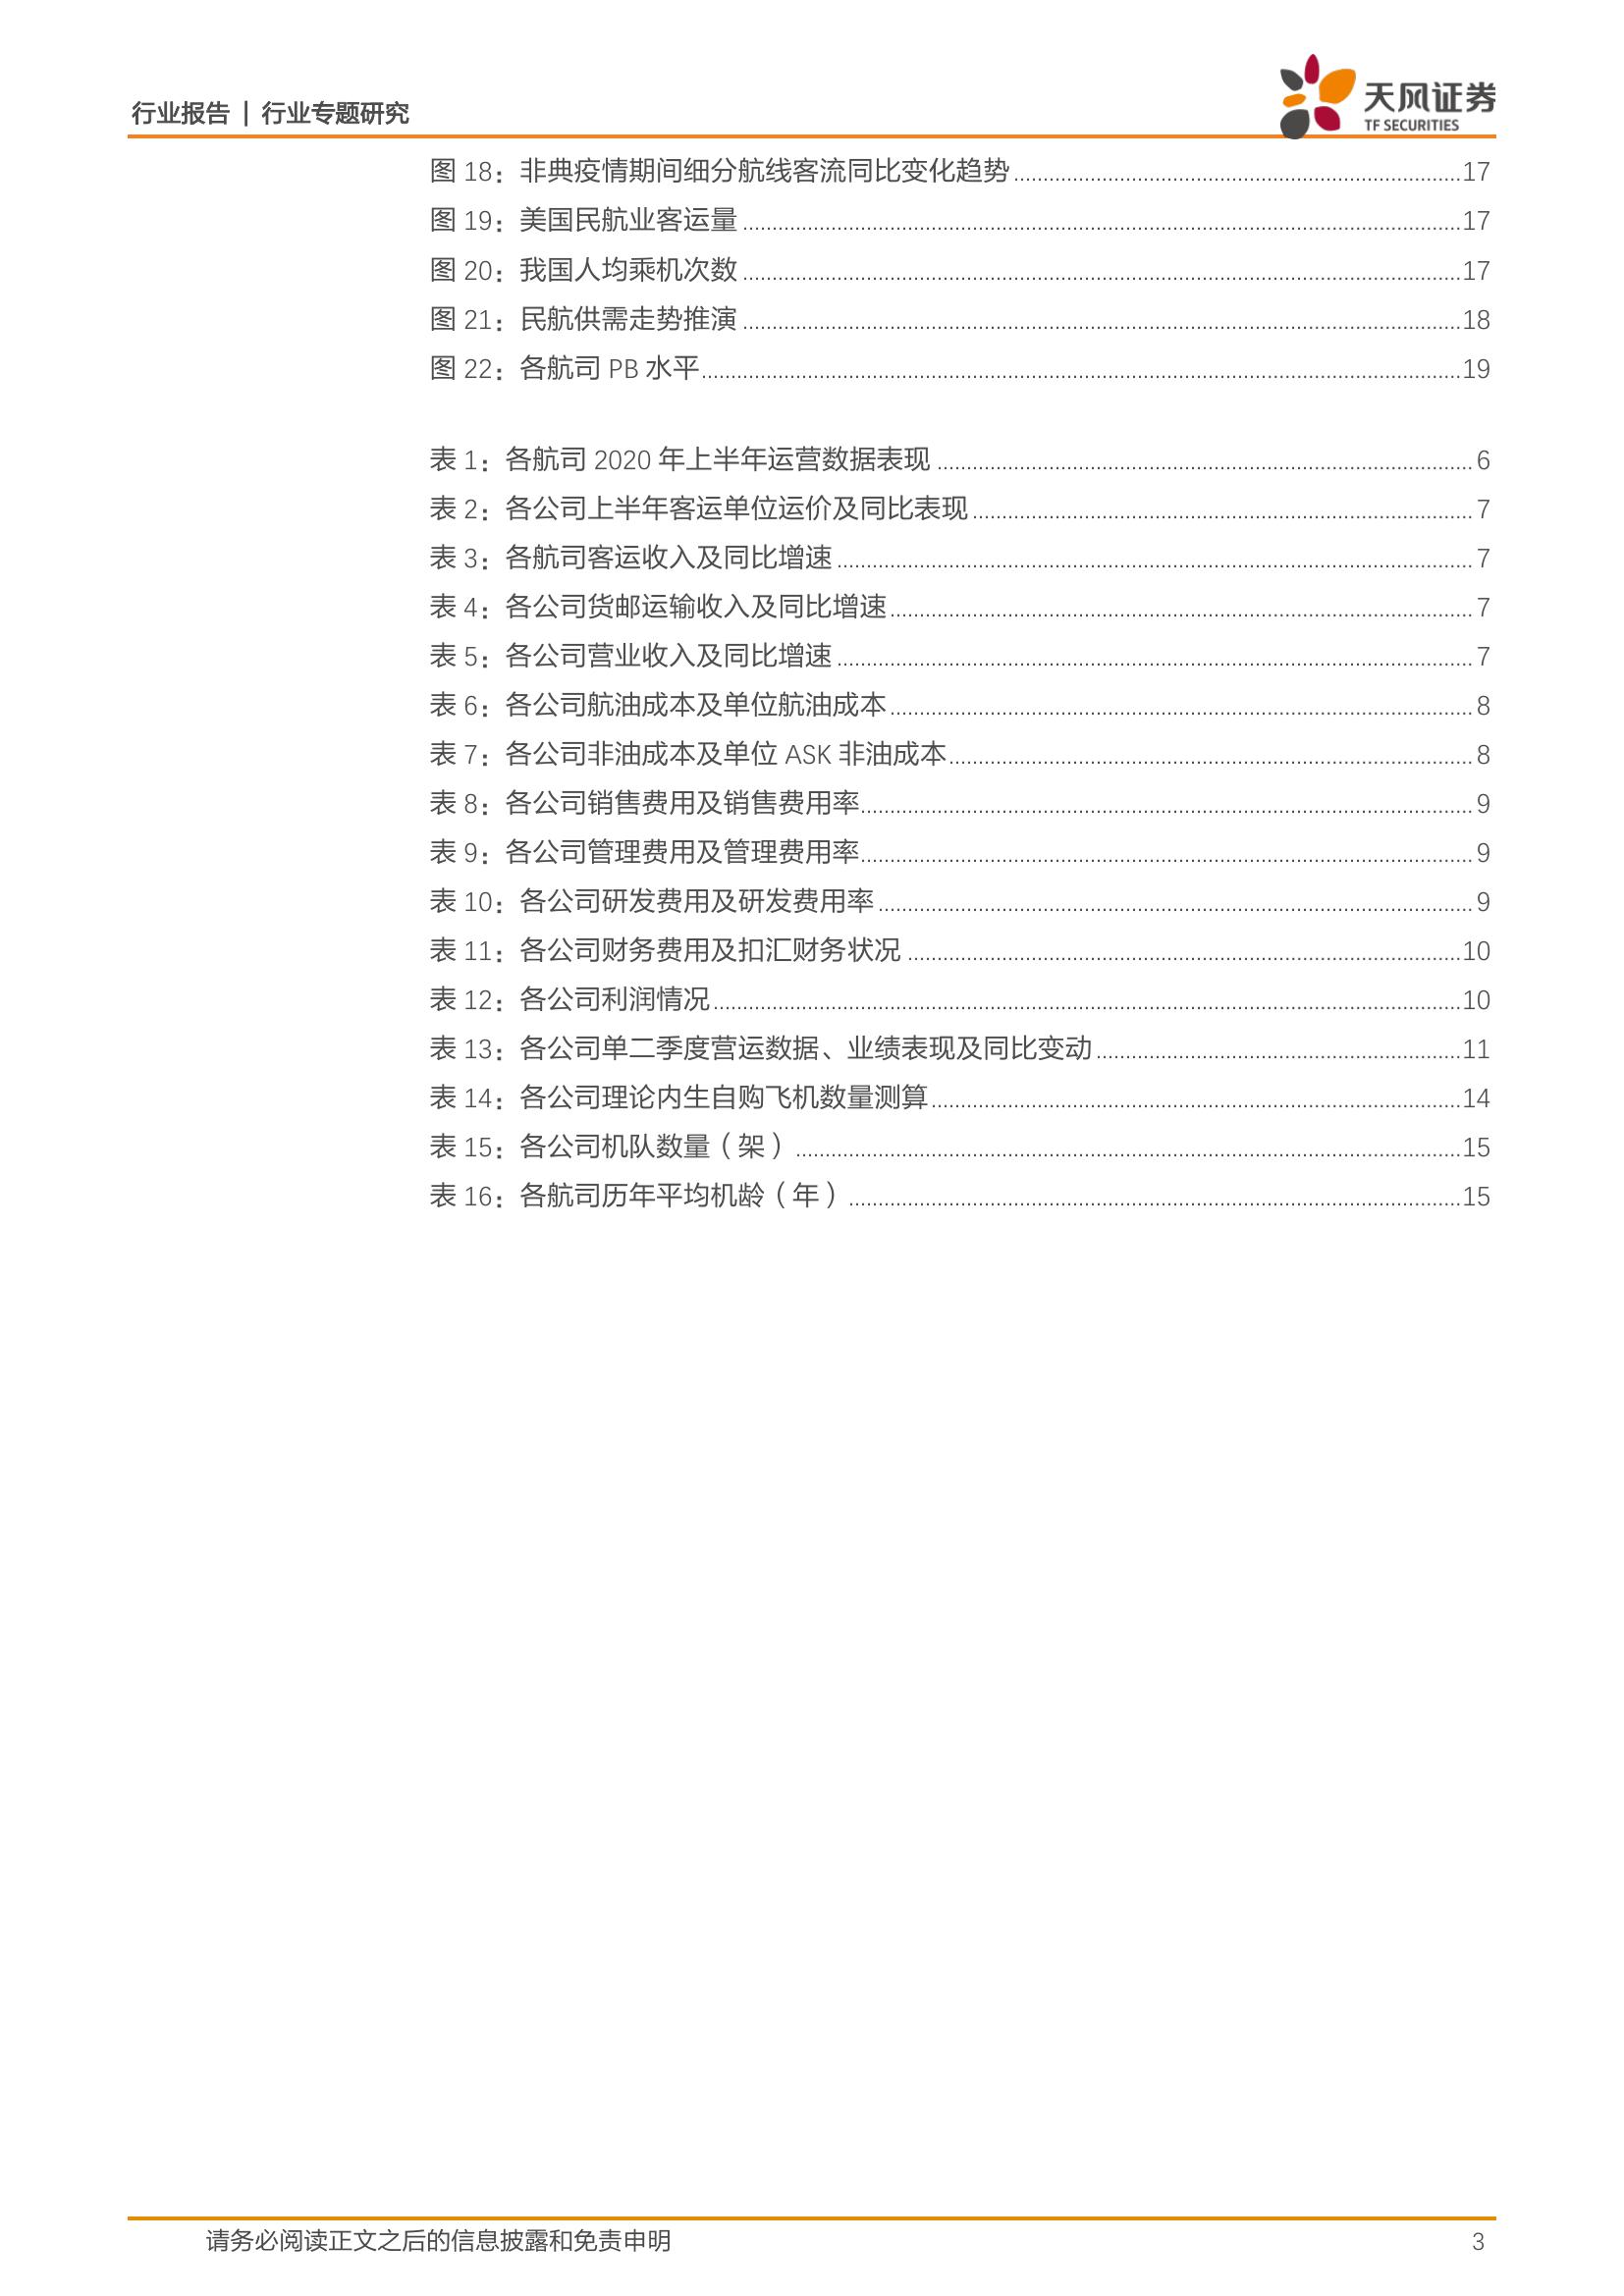 行业报告 | 行业专题研究
天风证券
TF SECURITIES
图 18：非典疫情期间细分航线客流同比变化趋势 17
图 19：美国民航业客运量 17
图 20：我国人均乘机次数 17
图 21：民航供需走势推演 18
图 22：各航司 PB 水平 19
表 1：各航司 2020 年上半年运营数据表现 6
表 2：各公司上半年客运单位运价及同比表现 7
表 3：各航司客运收入及同比增速 7
表 4：各公司货邮运输收入及同比增速 7
表 5：各公司营业收入及同比增速 7
表 6：各公司航油成本及单位航油成本 8
表 7：各公司非油成本及单位 ASK 非油成本 8
表 8：各公司销售费用及销售费用率 9
表 9：各公司管理费用及管理费用率 9
表 10：各公司研发费用及研发费用率 9
表 11：各公司财务费用及扣汇财务状况 10
表 12：各公司利润情况 10
表 13：各公司单二季度营运数据、业绩表现及同比变动 11
表 14：各公司理论内生自购飞机数量测算 14
表 15：各公司机队数量（架） 15
表 16：各航司历年平均机龄（年） 15
请务必阅读正文之后的信息披露和免责申明 3